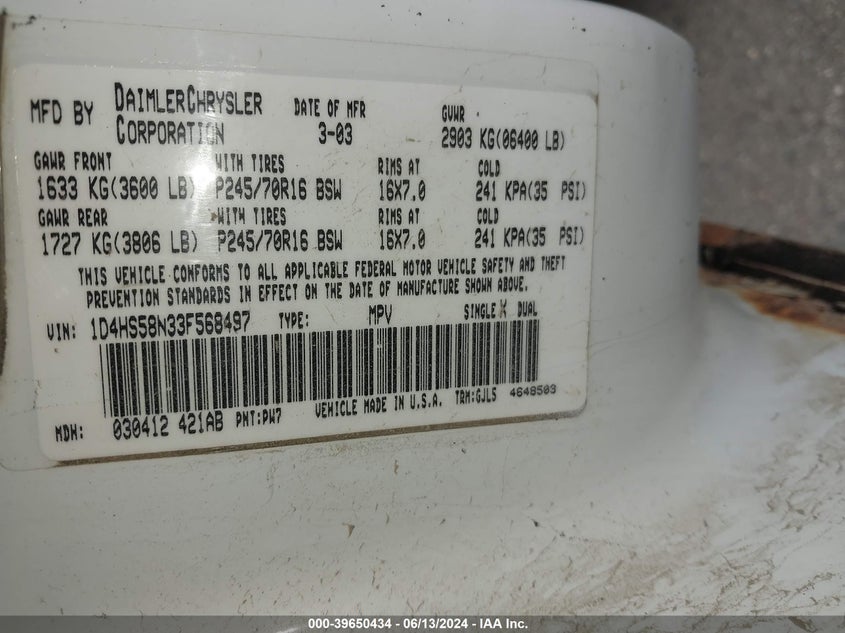 MFD BY DAIMLERCHRYSLER CORPORATION DATE OF MFR 3-03 GVWR 2903 KG(06400 LB)
GAWR FRONT WITH TIRES RIMS AT COLD
1633 KG(3600 LB) P245/70R16 BSW 16X7.0 241 KPA(35 PSI)
GAWR REAR WITH TIRES RIMS AT COLD
1727 KG(3806 LB) P245/70R16 BSW 16X7.0 241 KPA(35 PSI)
THIS VEHICLE CONFORMS TO ALL APPLICABLE FEDERAL MOTOR VEHICLE SAFETY AND THEFT
PREVENTION STANDARDS IN EFFECT ON THE DATE OF MANUFACTURE SHOWN ABOVE.
VIN: 1D4HS58N33F568497 TYPE: MPV SINGLE X DUAL
MDH: 030412 421AB PNT:PW7 VEHICLE MADE IN U.S.A. TRM:GJL5 4648503
000-39650434 - 06/13/2024 - IAA Inc.